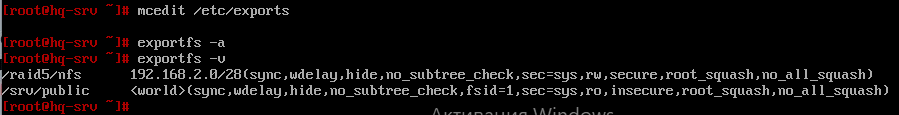 [root@hq-srv ~]# mcedit /etc/exports
[root@hq-srv ~]# exportfs -a
[root@hq-srv ~]# exportfs -v
/raid5/nfs 192.168.2.0/28(sync,wdelay,hide,no_subtree_check,sec=sys,rw,secure,root_squash,no_all_squash)
/srv/public <world>(sync,wdelay,hide,no_subtree_check,fsid=1,sec=sys,ro,insecure,root_squash,no_all_squash)
[root@hq-srv ~]#
Активация Windows